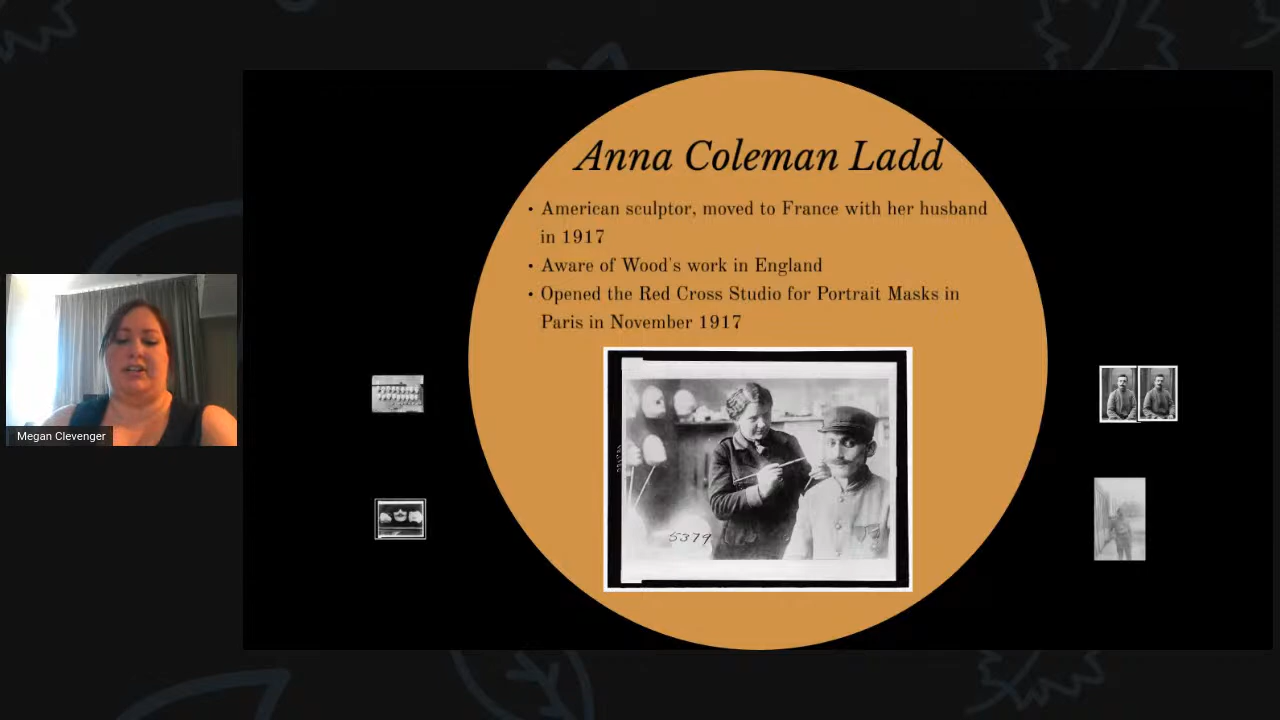 Anna Coleman Ladd
• American sculptor, moved to France with her husband
in 1917
• Aware of Wood's work in England
• Opened the Red Cross Studio for Portrait Masks in
Paris in November 1917
5379
Megan Clevenger